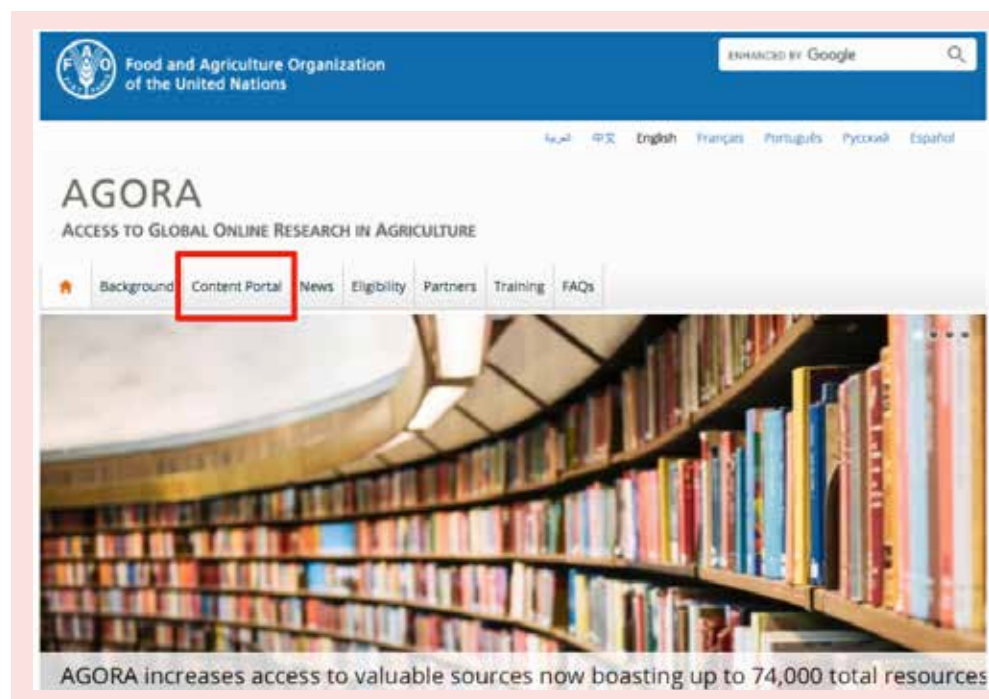 Food and Agriculture Organization
of the United Nations
ENHANCED BY Google
العربية 中文 English Français Português Русский Español
AGORA
ACCESS TO GLOBAL ONLINE RESEARCH IN AGRICULTURE
Background Content Portal News Eligibility Partners Training FAQs
AGORA increases access to valuable sources now boasting up to 74,000 total resources